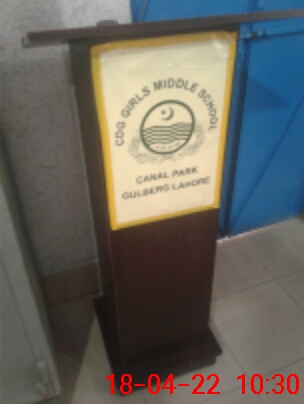 CDG GIRLS MIDDLE SCHOOL
CANAL PARK
GULBERG LAHORE
18-04-22 10:30